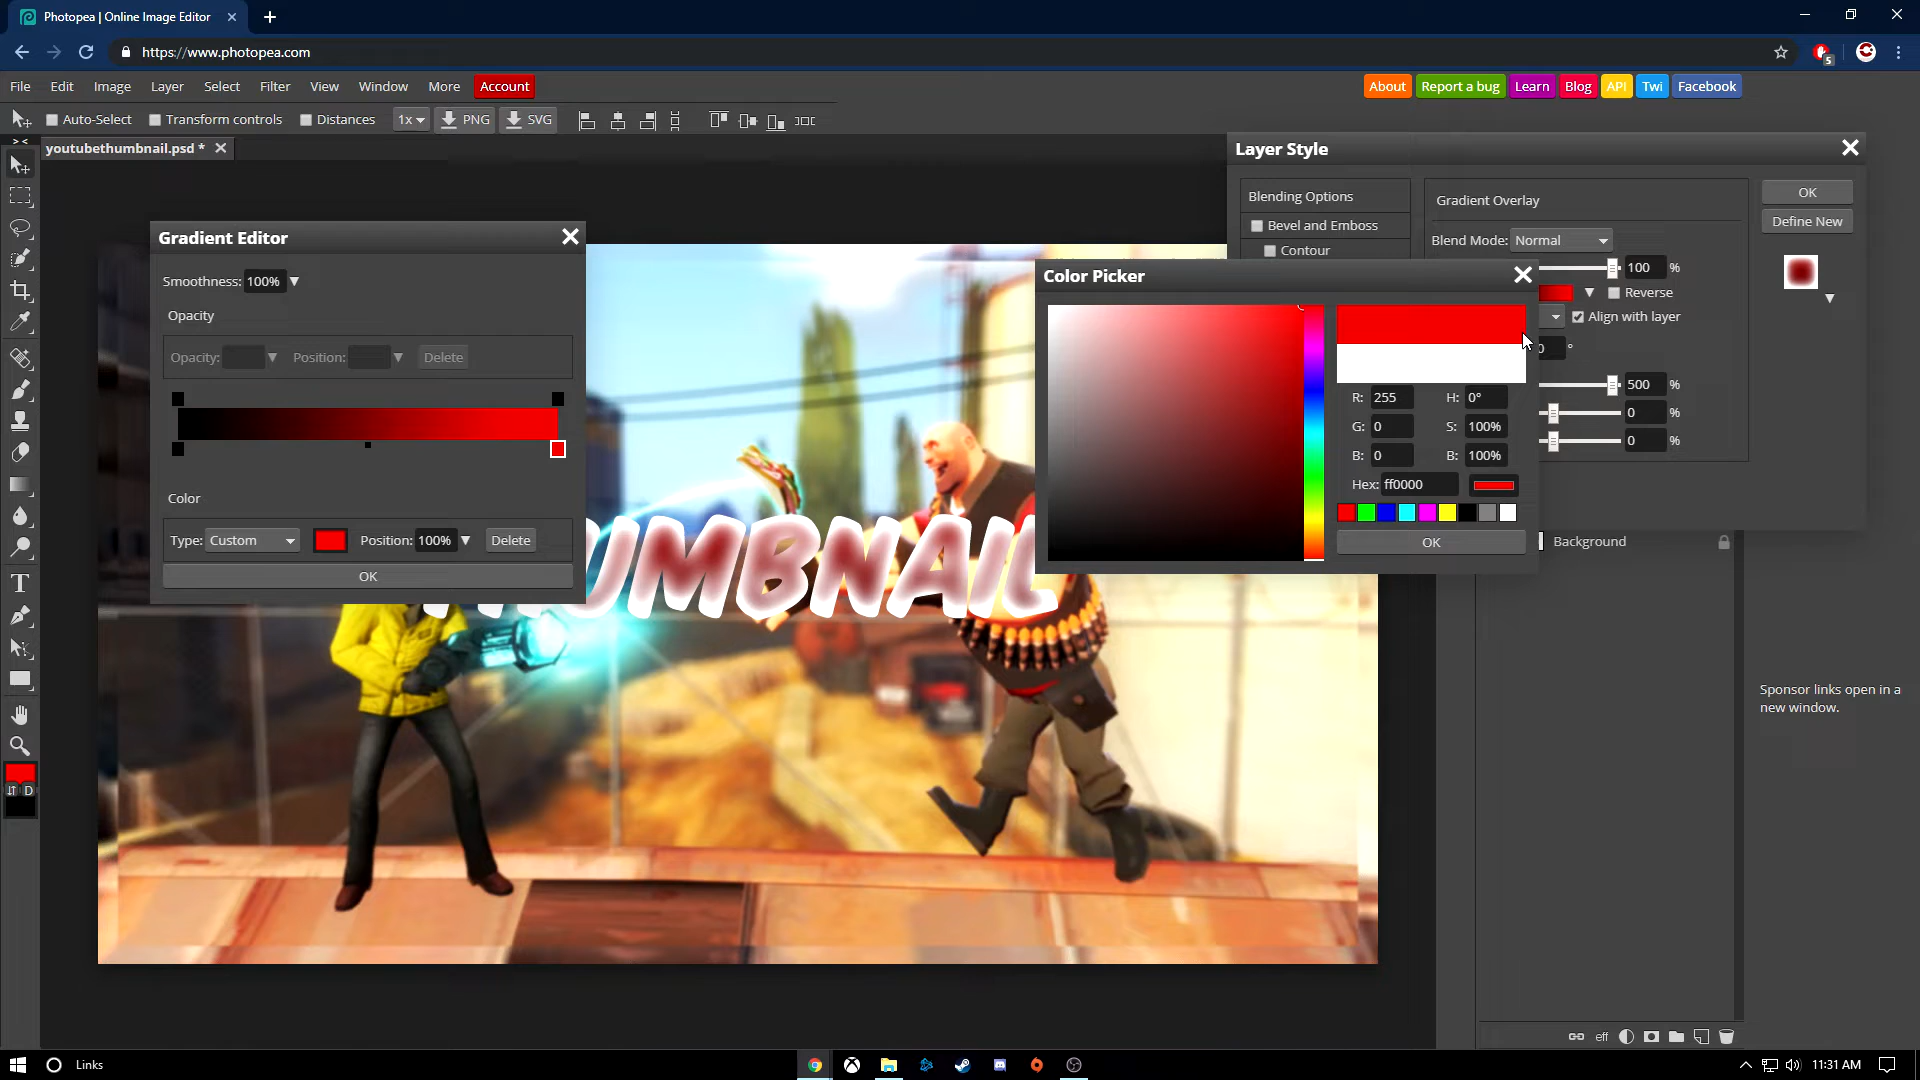 Photopea | Online Image Editor
https://www.photopea.com
5
File Edit Image Layer Select Filter View Window More Account
About Report a bug Learn Blog API Twi Facebook
Auto-Select Transform controls Distances 1x PNG SVG
youtubethumbnail.psd *
Layer Style
Blending Options
Bevel and Emboss
Contour
Gradient Overlay
Blend Mode: Normal
100 %
Reverse
Align with layer
0 °
500 %
0 %
0 %
OK
Define New
Gradient Editor
Smoothness: 100%
Opacity
Opacity: Position: Delete
Color
Type: Custom Position: 100% Delete
OK
Color Picker
R: 255 H: 0°
G: 0 S: 100%
B: 0 B: 100%
Hex: ff0000
OK
THUMBNAIL
Background
Sponsor links open in a
new window.
D
eff
Links
11:31 AM